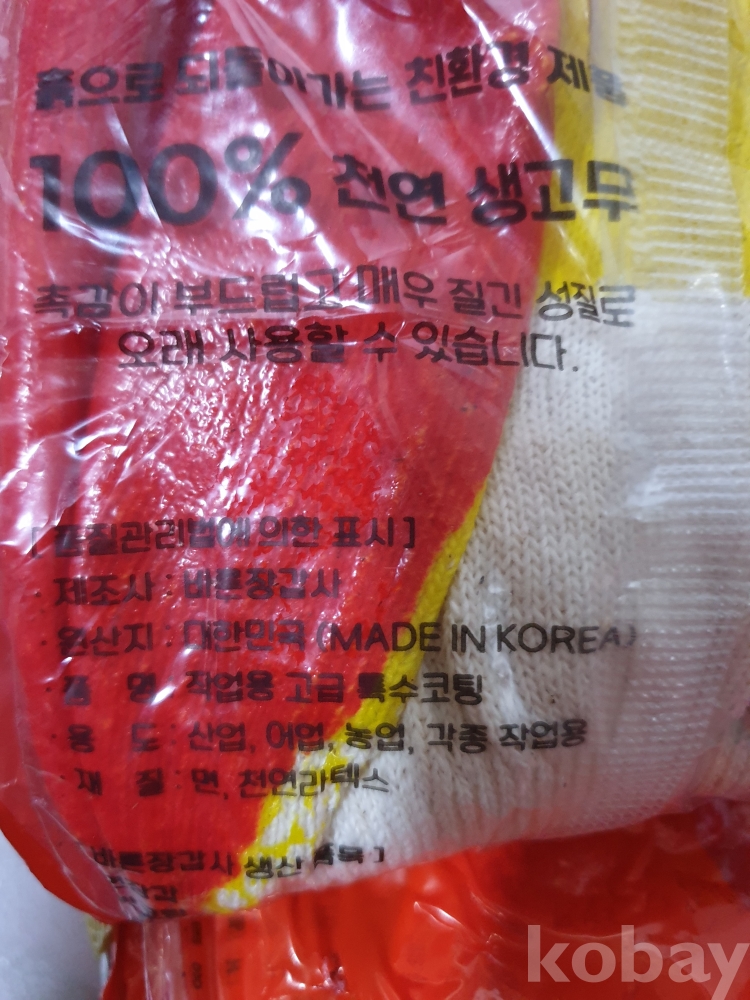 흙으로 되돌아가는 친환경 제품
100% 천연 생고무
촉감이 부드럽고 매우 질긴 성질로
오래 사용할 수 있습니다.
[ 품질관리법에 의한 표시 ]
· 제조사 : 바른장갑사
· 원산지 : 대한민국 (MADE IN KOREA)
· 품 명 : 작업용 고급 특수코팅
· 용 도 : 산업, 어업, 농업, 각종 작업용
· 재 질 : 면, 천연라텍스
[ 바른장갑사 생산품목 ]
kobay